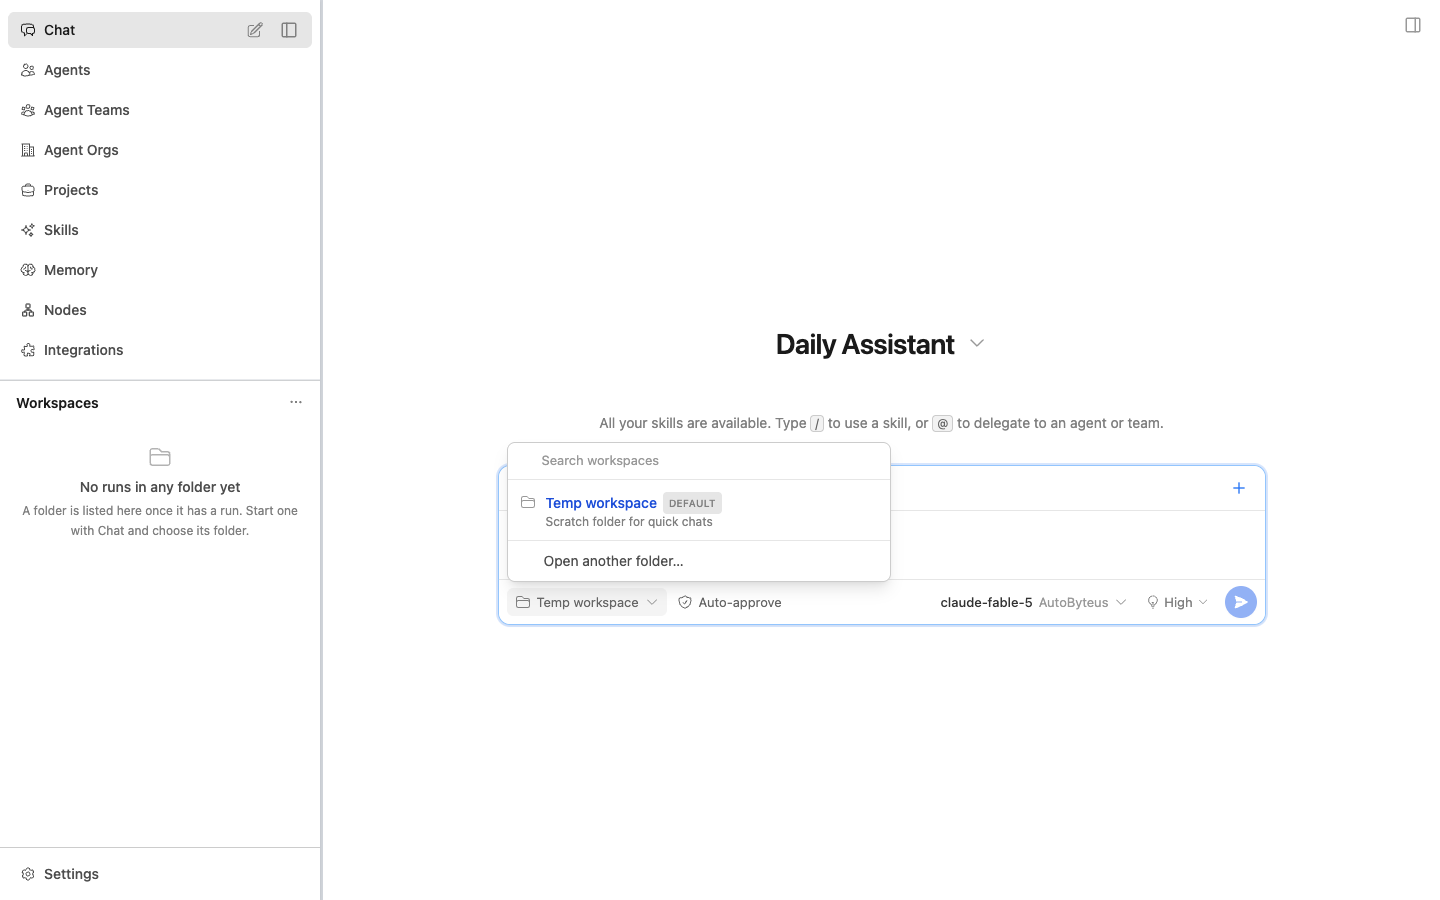 Chat
Agents
Agent Teams
Agent Orgs
Projects
Skills
Memory
Nodes
Integrations
Workspaces
No runs in any folder yet
A folder is listed here once it has a run. Start one
with Chat and choose its folder.
Settings
Daily Assistant
All your skills are available. Type / to use a skill, or @ to delegate to an agent or team.
Search workspaces
Temp workspace DEFAULT
Scratch folder for quick chats
Open another folder...
Temp workspace Auto-approve claude-fable-5 AutoByteus High